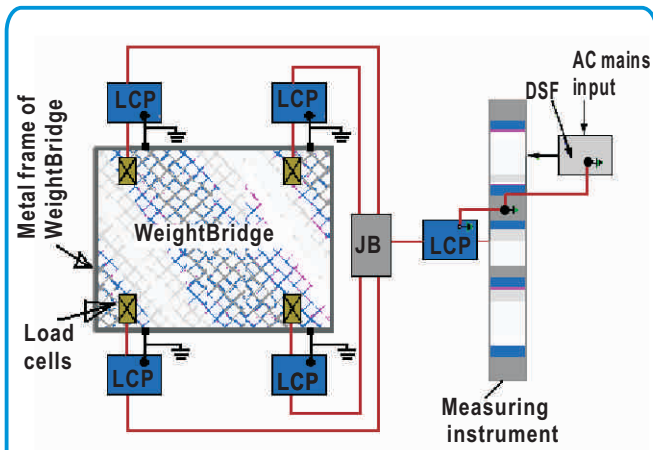 AC mains
input
DSF
LCP
LCP
Metal frame of
WeightBridge
WeightBridge
JB
LCP
Load
cells
LCP
LCP
Measuring
instrument